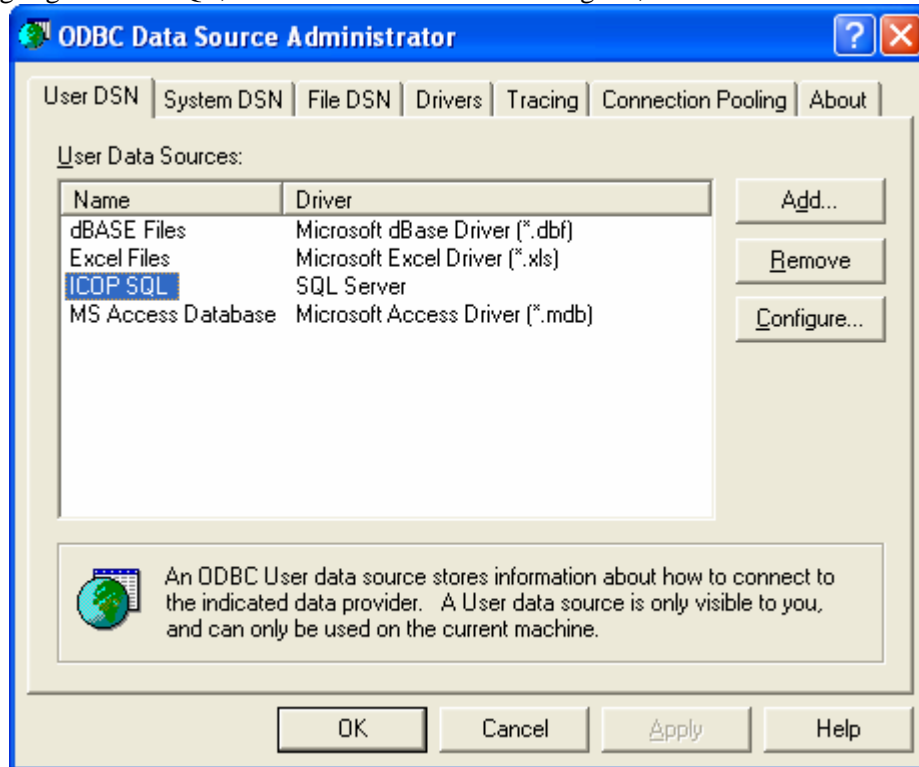 ODBC Data Source Administrator
User DSN System DSN File DSN Drivers Tracing Connection Pooling About
User Data Sources:
Name Driver Add...
dBASE Files Microsoft dBase Driver (*.dbf)
Excel Files Microsoft Excel Driver (*.xls) Remove
ICOP SQL SQL Server
MS Access Database Microsoft Access Driver (*.mdb) Configure...
An ODBC User data source stores information about how to connect to
the indicated data provider. A User data source is only visible to you,
and can only be used on the current machine.
OK Cancel Apply Help